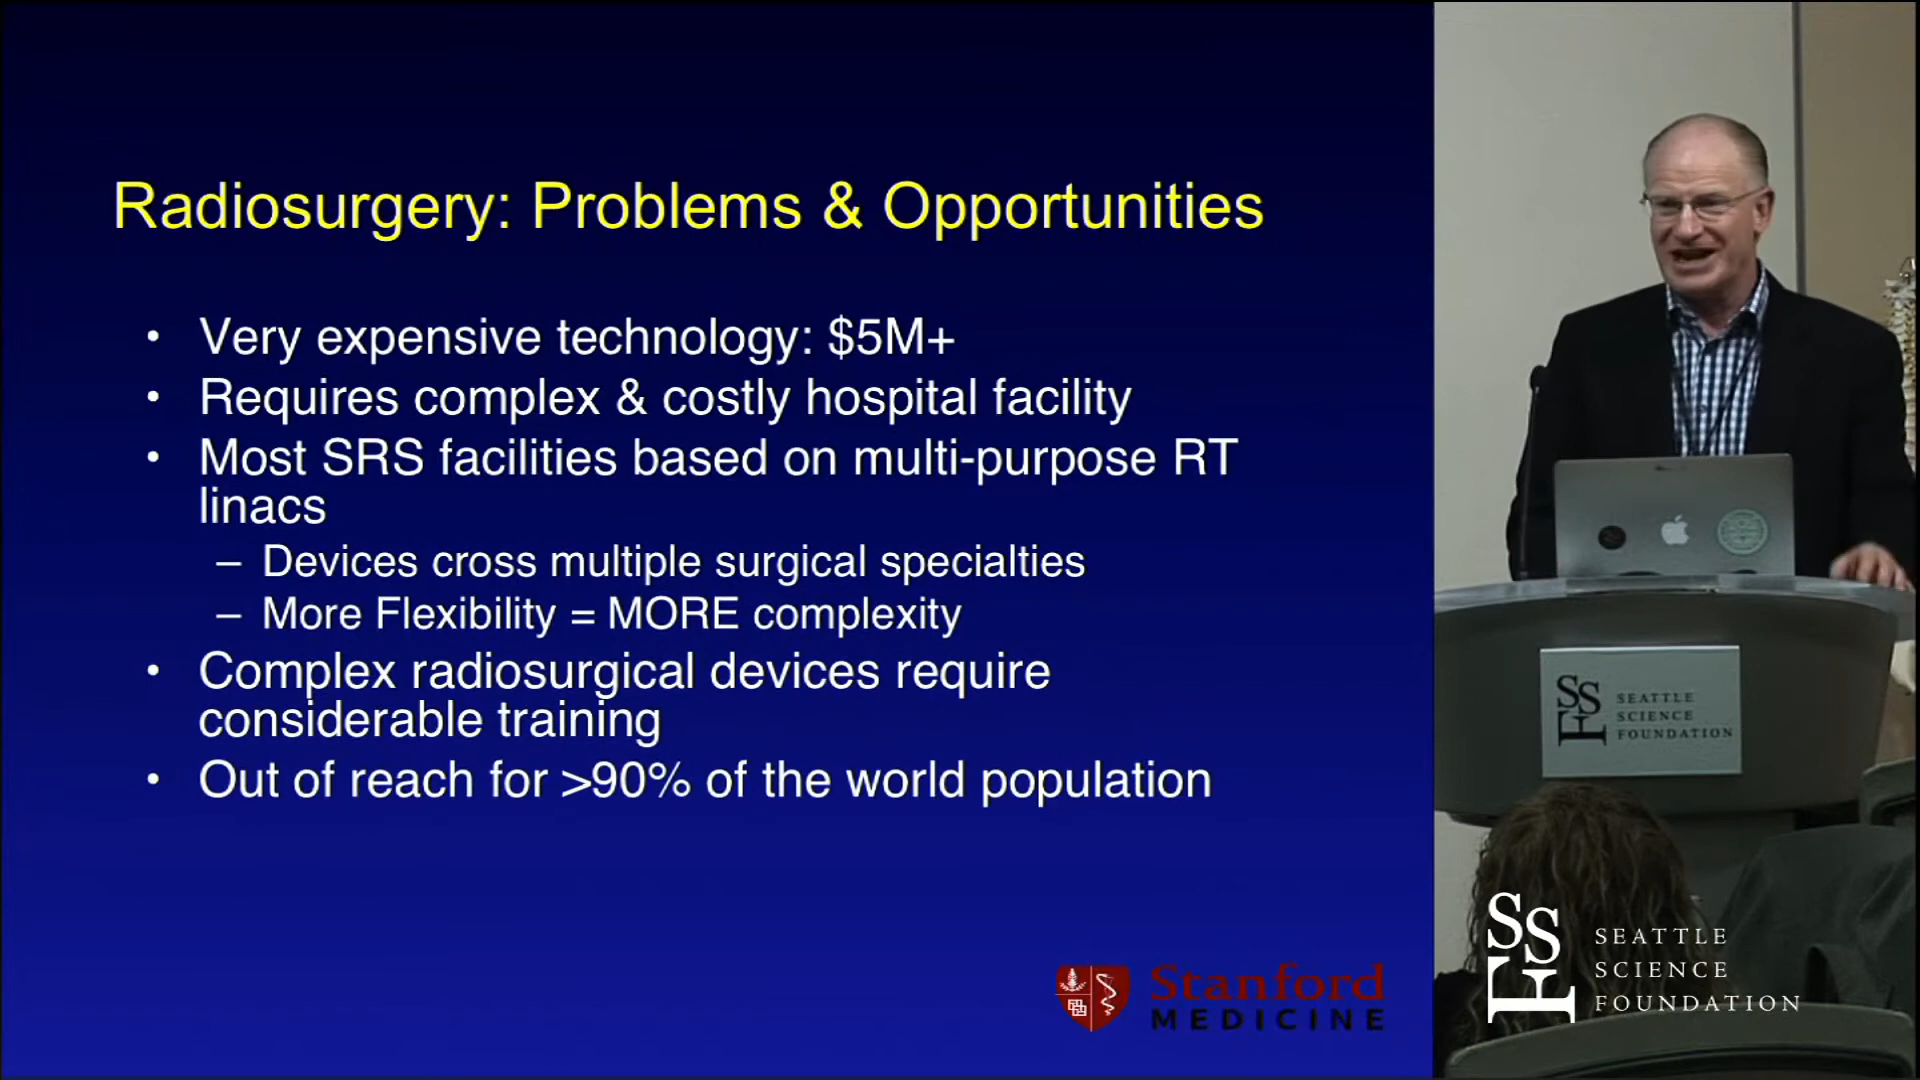 Radiosurgery: Problems & Opportunities
• Very expensive technology: $5M+
• Requires complex & costly hospital facility
• Most SRS facilities based on multi-purpose RT
linacs
– Devices cross multiple surgical specialties
– More Flexibility = MORE complexity
• Complex radiosurgical devices require
considerable training
• Out of reach for >90% of the world population
Stanford
MEDICINE
SSF
SEATTLE
SCIENCE
FOUNDATION
SSF
SEATTLE
SCIENCE
FOUNDATION